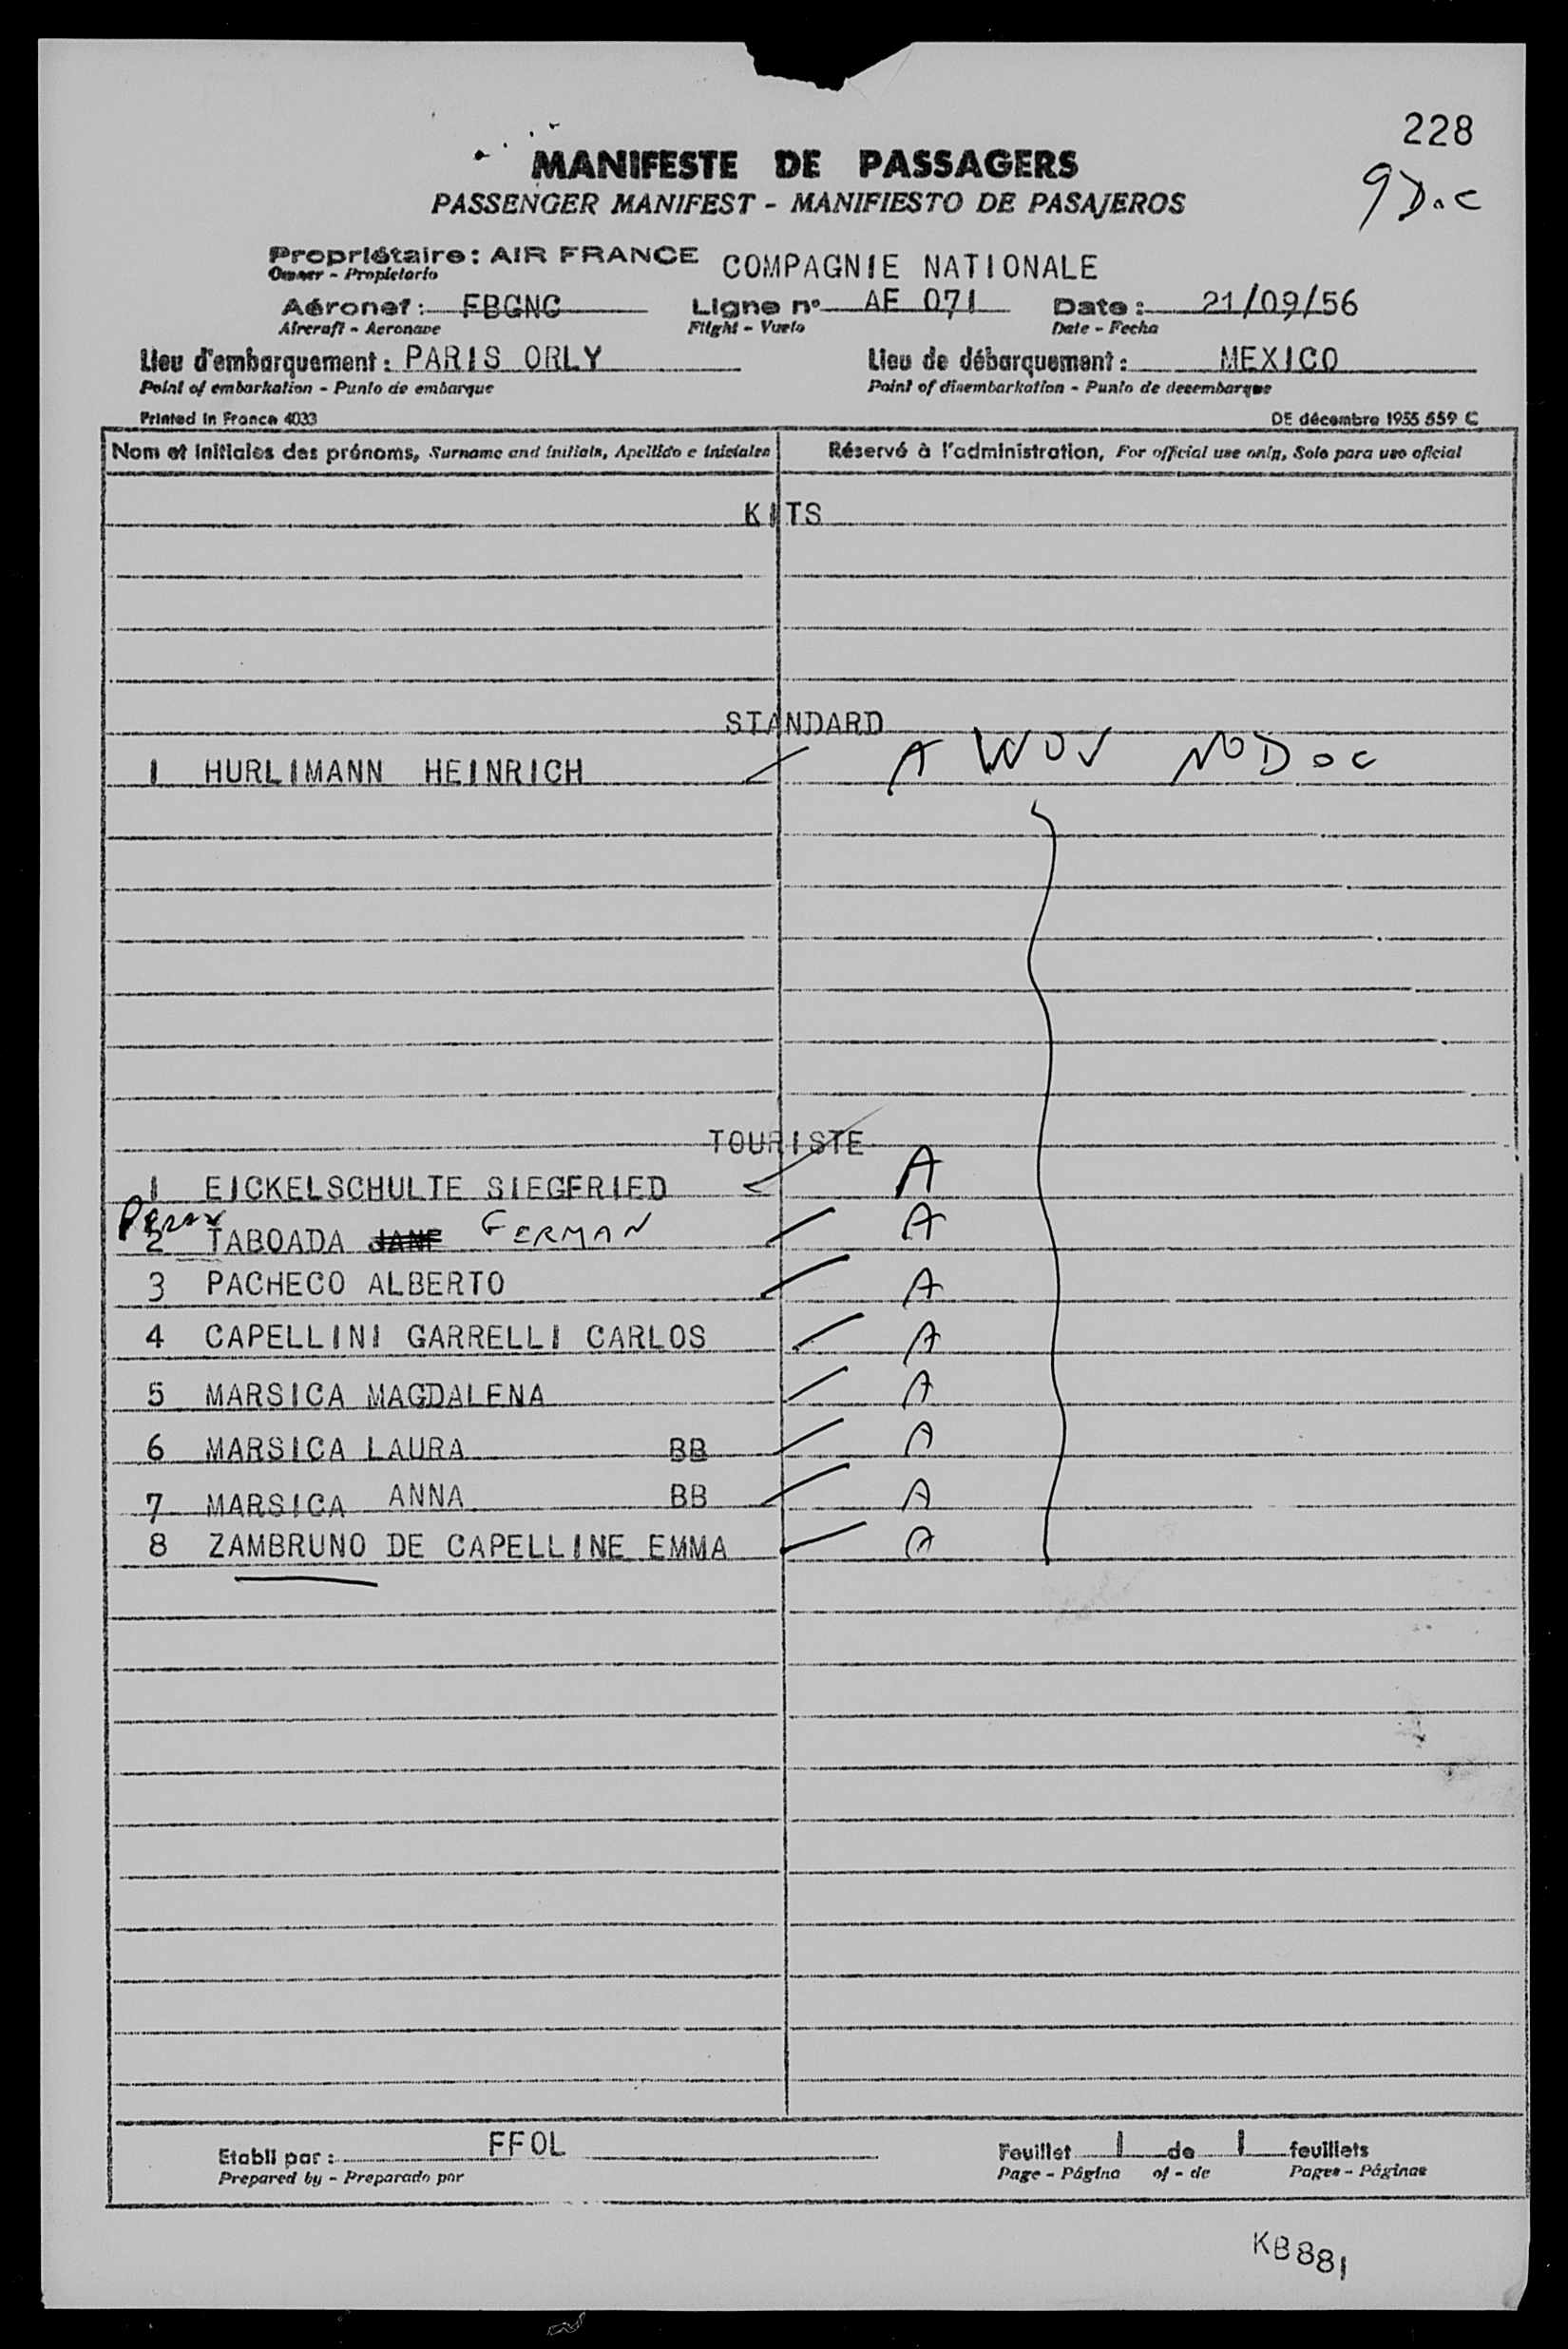 228
MANIFESTE DE PASSAGERS
9 Doc
PASSENGER MANIFEST - MANIFIESTO DE PASAJEROS
Propriétaire: AIR FRANCE COMPAGNIE NATIONALE
Owner - Propietario
Aéronef: FBGNC Ligne n° AF 071 Date: 21/09/56
Aircraft - Aeronave Flight - Vuelo Date - Fecha
Lieu d'embarquement: PARIS ORLY Lieu de débarquement: MEXICO
Point of embarkation - Punto de embarque Point of disembarkation - Punto de desembarque
Printed in France 4033 DE décembre 1955 559 C
Nom et initiales des prénoms, Surname and initials, Apellido e iniciales Réservé à l'administration, For official use only, Solo para uso oficial
KITS
STANDARD
1 HURLIMANN HEINRICH A NO Doc
TOURISTE
1 EICKELSCHULTE SIEGFRIED A
2 TABOADA JANE GERMAN A
3 PACHECO ALBERTO A
4 CAPELLINI GARRELLI CARLOS A
5 MARSICA MAGDALENA A
6 MARSICA LAURA BB A
7 MARSICA ANNA BB A
8 ZAMBRUNO DE CAPELLINE EMMA A
Etabli par: FFOL Feuillet 1 de 1 feuillets
Prepared by - Preparado por Page - Página of - de Pages - Páginas
KB881